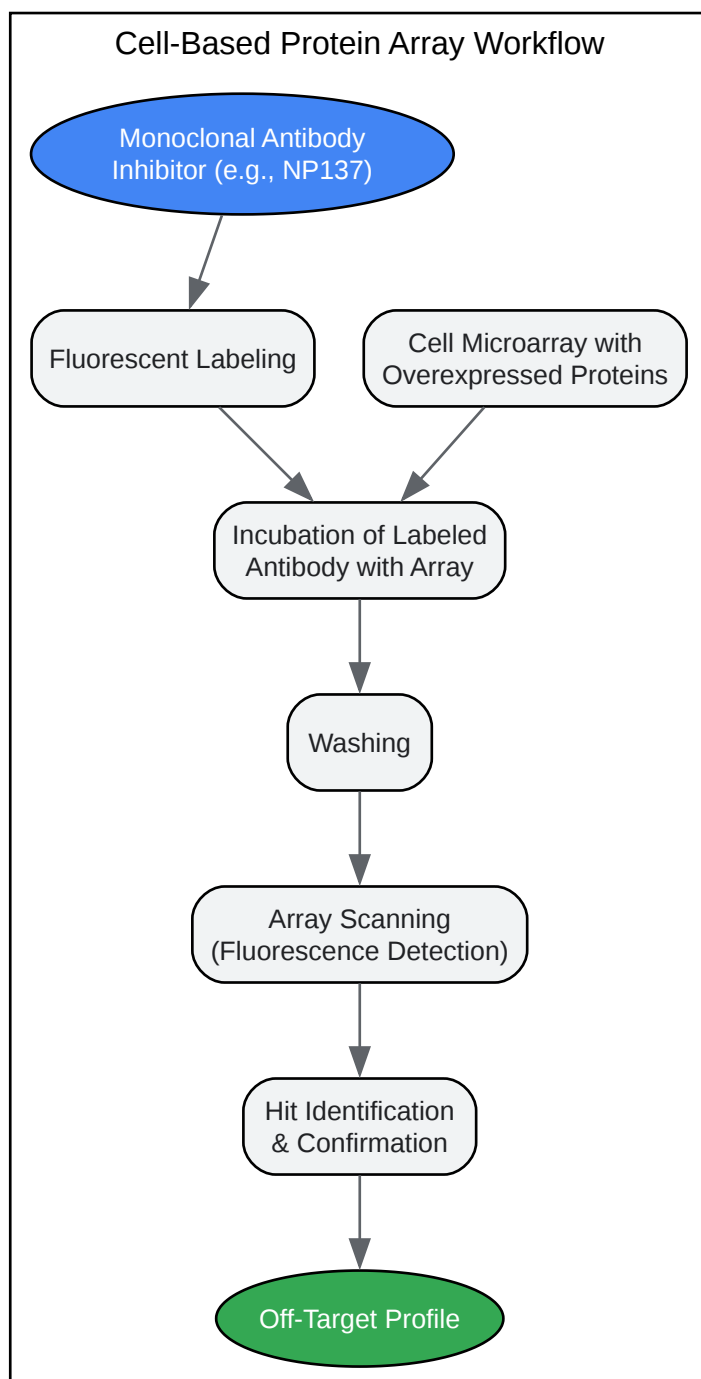 Cell-Based Protein Array Workflow
Monoclonal Antibody
Inhibitor (e.g., NP137)
Fluorescent Labeling
Cell Microarray with
Overexpressed Proteins
Incubation of Labeled
Antibody with Array
Washing
Array Scanning
(Fluorescence Detection)
Hit Identification
& Confirmation
Off-Target Profile